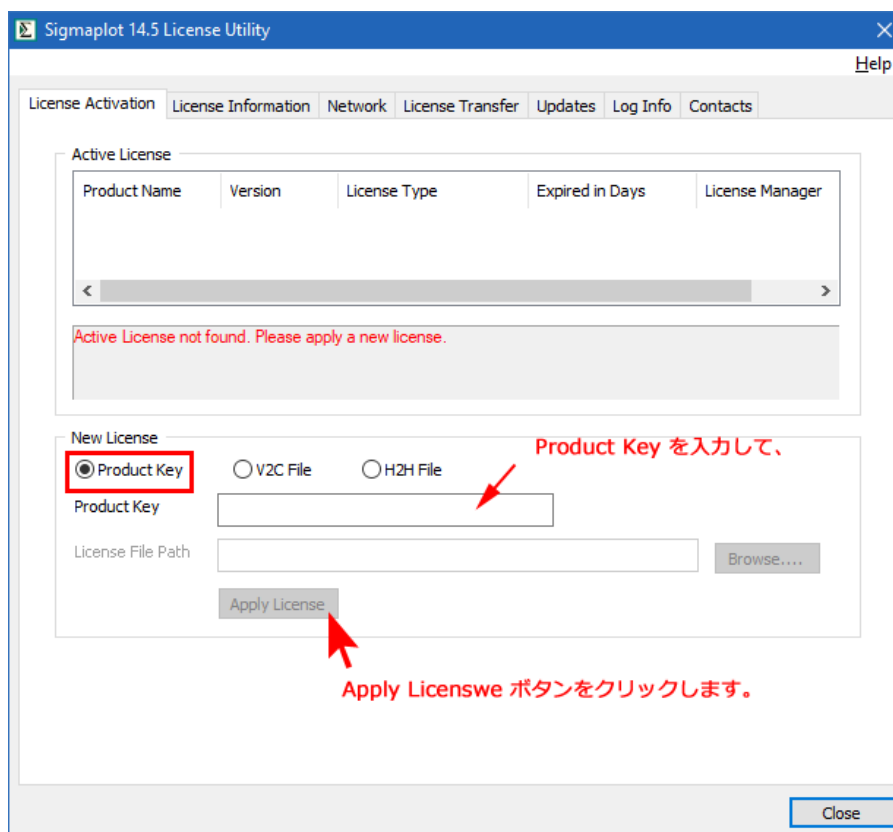 Sigmaplot 14.5 License Utility
Help
License Activation License Information Network License Transfer Updates Log Info Contacts
Active License
Product Name Version License Type Expired in Days License Manager
Active License not found. Please apply a new license.
New License
Product Key を入力して、
Product Key V2C File H2H File
Product Key
License File Path Browse....
Apply License
Apply Licenswe ボタンをクリックします。
Close